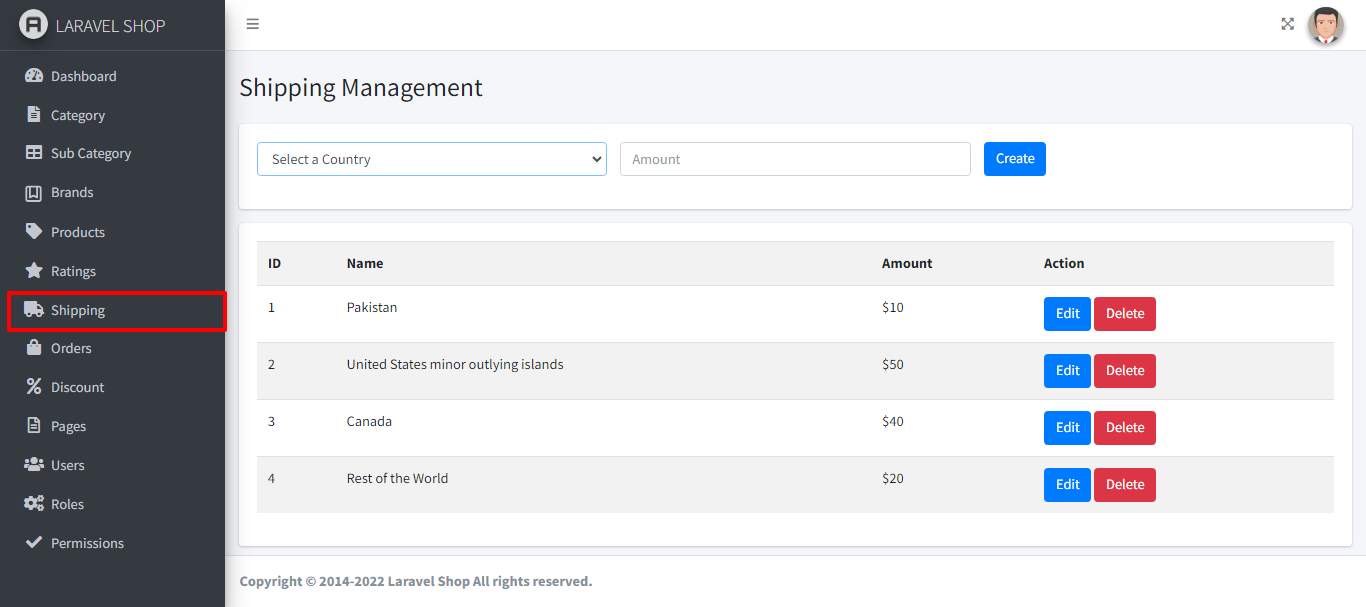 LARAVEL SHOP
Dashboard
Category
Sub Category
Brands
Products
Ratings
Shipping
Orders
Discount
Pages
Users
Roles
Permissions
Shipping Management
Select a Country Amount Create
ID Name Amount Action
1 Pakistan $10 Edit Delete
2 United States minor outlying islands $50 Edit Delete
3 Canada $40 Edit Delete
4 Rest of the World $20 Edit Delete
Copyright © 2014-2022 Laravel Shop All rights reserved.